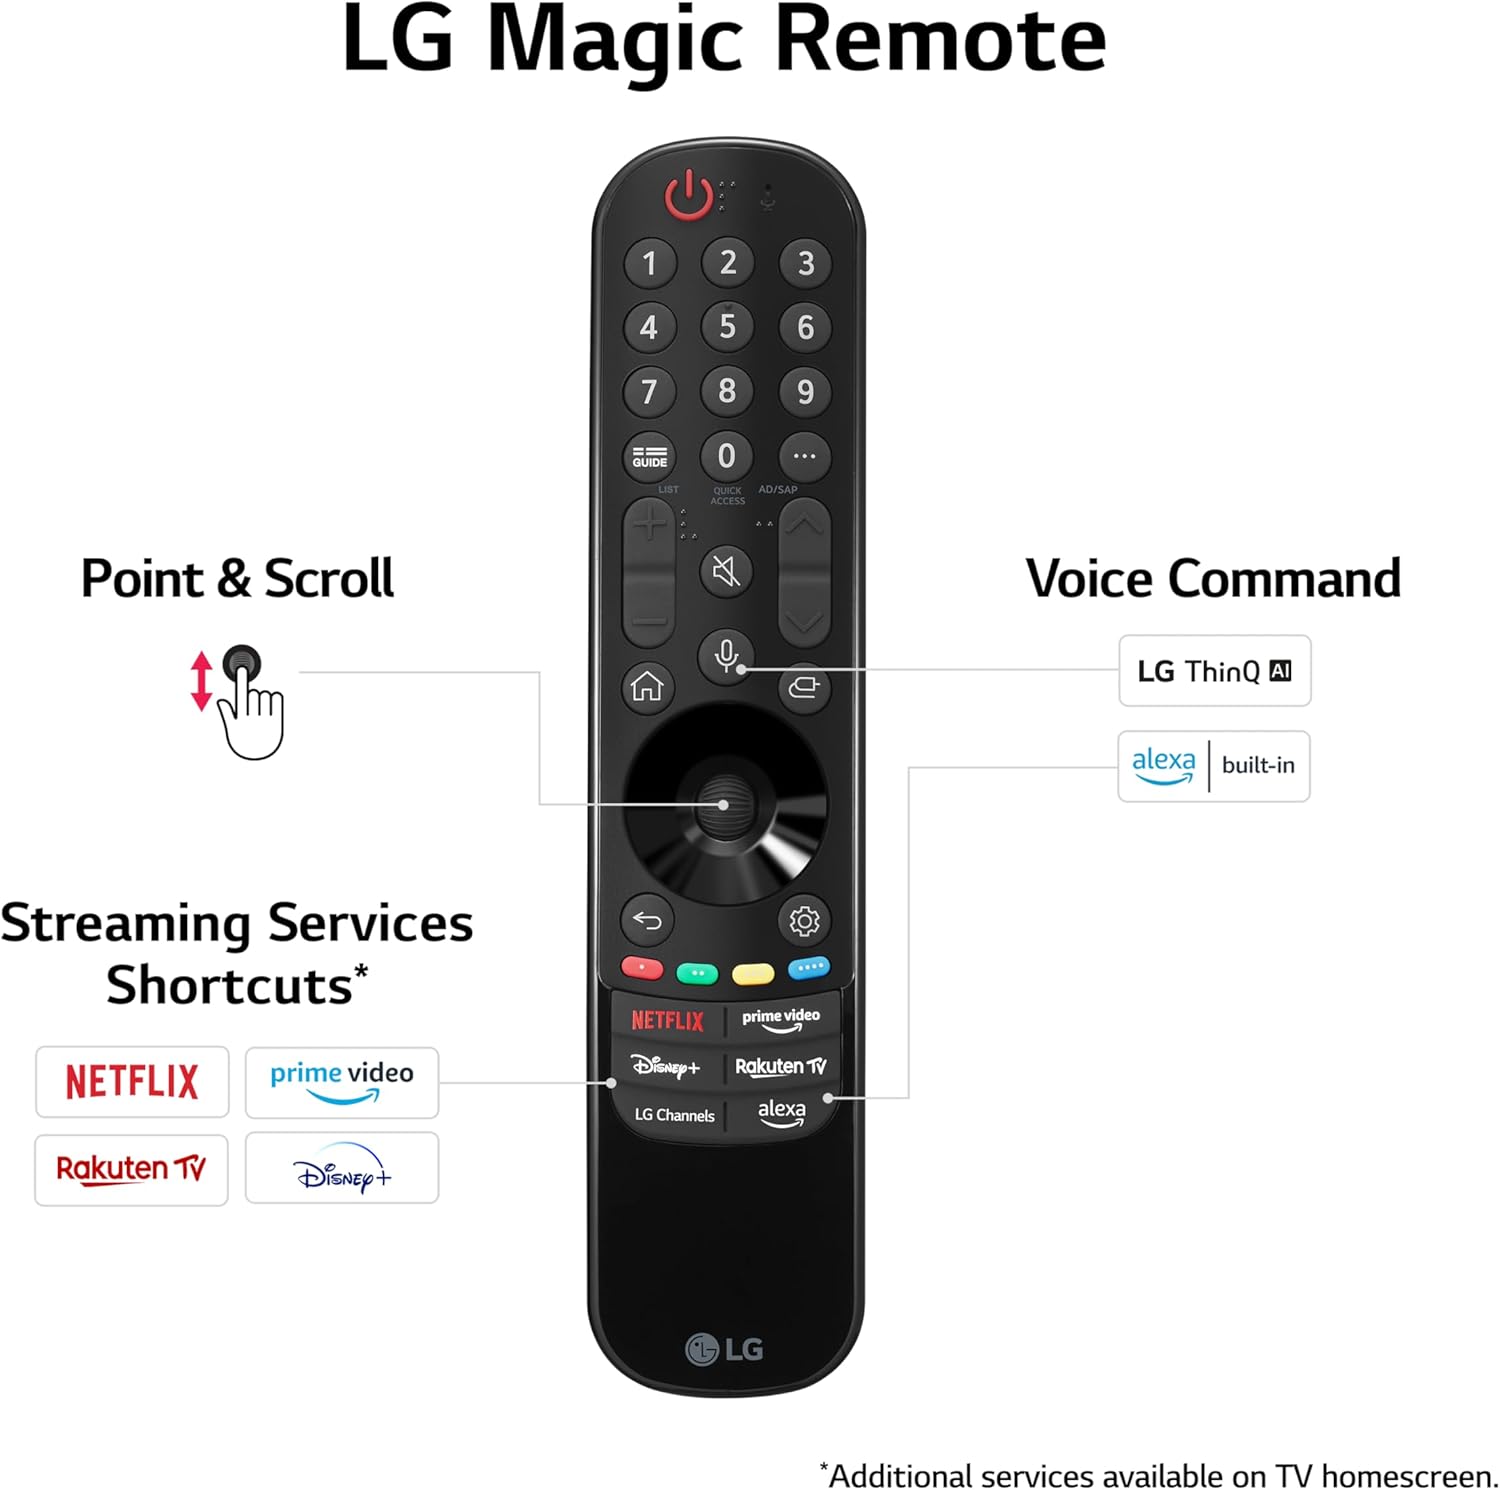 LG Magic Remote
1 2 3
4 5 6
7 8 9
GUIDE 0 ...
LIST QUICK ACCESS AD/SAP
Point & Scroll
Voice Command
LG ThinQ AI
alexa | built-in
Streaming Services
Shortcuts*
NETFLIX prime video
Rakuten TV Disney+
NETFLIX prime video
Disney+ Rakuten TV
LG Channels alexa
LG
*Additional services available on TV homescreen.